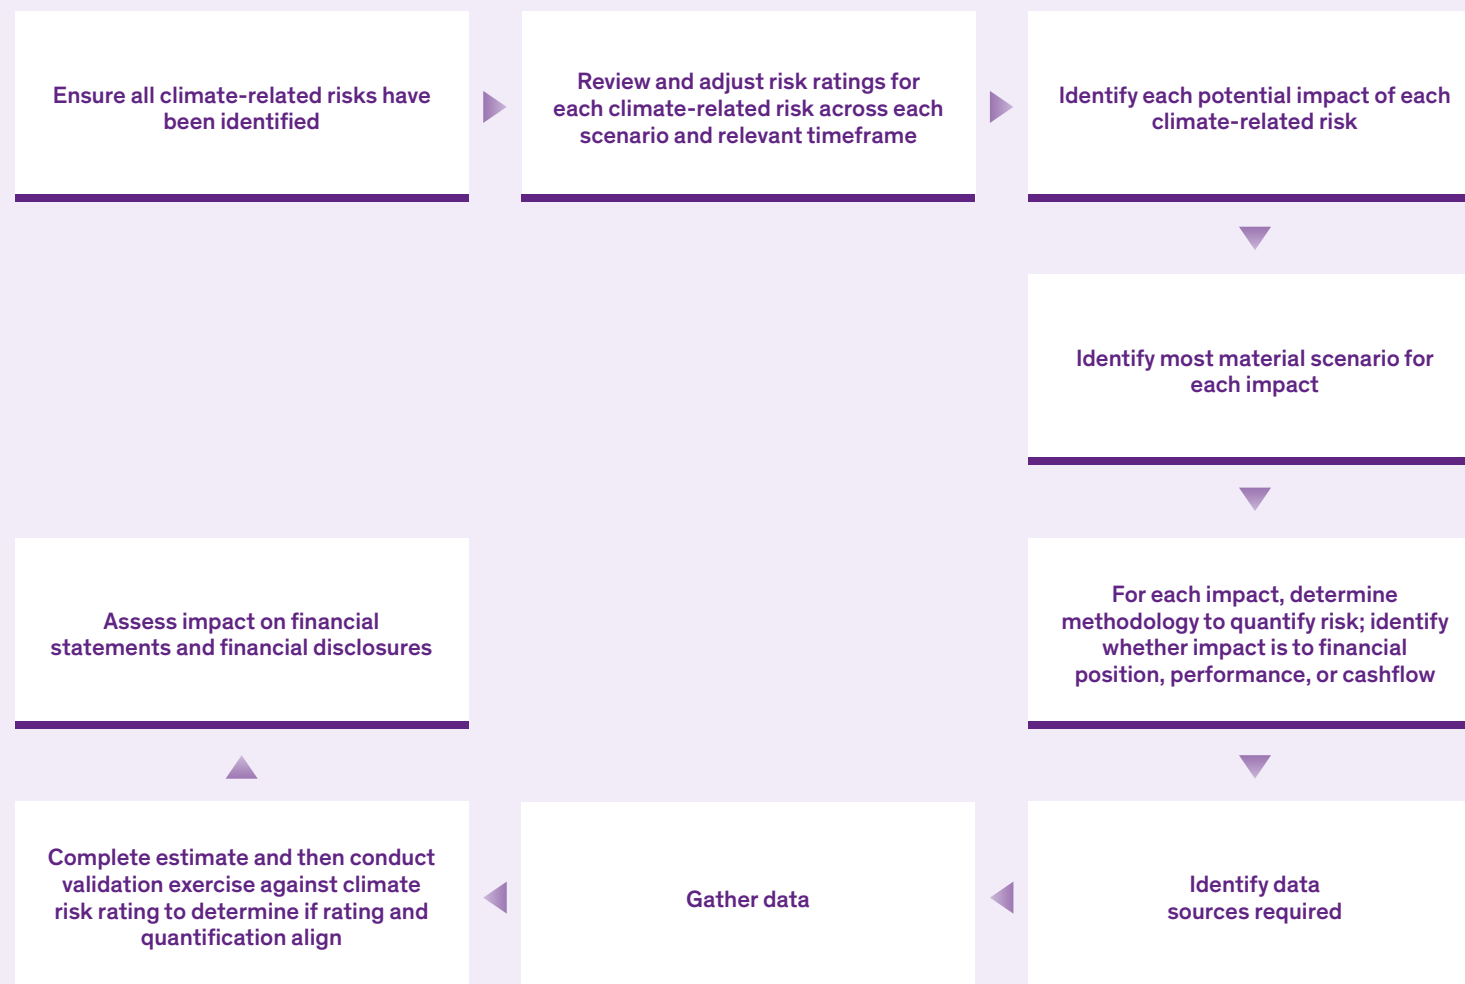 Ensure all climate-related risks have
been identified
Review and adjust risk ratings for
each climate-related risk across each
scenario and relevant timeframe
Identify each potential impact of each
climate-related risk
Identify most material scenario for
each impact
For each impact, determine
methodology to quantify risk; identify
whether impact is to financial
position, performance, or cashflow
Identify data
sources required
Gather data
Complete estimate and then conduct
validation exercise against climate
risk rating to determine if rating and
quantification align
Assess impact on financial
statements and financial disclosures